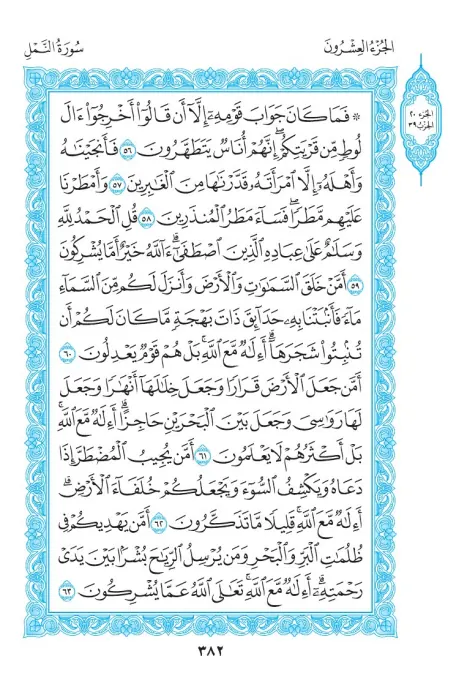 الجُزْءُ العِشْرُونَ
سُورَةُ النَّمْلِ
الجزء ٢٠
الحزب ٣٩
۞ فَمَا كَانَ جَوَابَ قَوْمِهِۦٓ إِلَّآ أَن قَالُوٓا۟ أَخْرِجُوٓا۟ ءَالَ
لُوطٍ مِّن قَرْيَتِكُمْ ۖ إِنَّهُمْ أُنَاسٌ يَتَطَهَّرُونَ ٥٦ فَأَنجَيْنَـٰهُ
وَأَهْلَهُۥٓ إِلَّا ٱمْرَأَتَهُۥ قَدَّرْنَـٰهَا مِنَ ٱلْغَـٰبِرِينَ ٥٧ وَأَمْطَرْنَا
عَلَيْهِم مَّطَرًا ۖ فَسَآءَ مَطَرُ ٱلْمُنذَرِينَ ٥٨ قُلِ ٱلْحَمْدُ لِلَّهِ
وَسَلَـٰمٌ عَلَىٰ عِبَادِهِ ٱلَّذِينَ ٱصْطَفَىٰٓ ۗ ءَآللَّهُ خَيْرٌ أَمَّا يُشْرِكُونَ
٥٩ أَمَّنْ خَلَقَ ٱلسَّمَـٰوَٰتِ وَٱلْأَرْضَ وَأَنزَلَ لَكُم مِّنَ ٱلسَّمَآءِ
مَآءً فَأَنۢبَتْنَا بِهِۦ حَدَآئِقَ ذَاتَ بَهْجَةٍ مَّا كَانَ لَكُمْ أَن
تُنۢبِتُوا۟ شَجَرَهَآ ۗ أَءِلَـٰهٌ مَّعَ ٱللَّهِ ۚ بَلْ هُمْ قَوْمٌ يَعْدِلُونَ ٦٠
أَمَّن جَعَلَ ٱلْأَرْضَ قَرَارًا وَجَعَلَ خِلَـٰلَهَآ أَنْهَـٰرًا وَجَعَلَ
لَهَا رَوَٰسِىَ وَجَعَلَ بَيْنَ ٱلْبَحْرَيْنِ حَاجِزًا ۗ أَءِلَـٰهٌ مَّعَ ٱللَّهِ ۚ
بَلْ أَكْثَرُهُمْ لَا يَعْلَمُونَ ٦١ أَمَّن يُجِيبُ ٱلْمُضْطَرَّ إِذَا
دَعَاهُ وَيَكْشِفُ ٱلسُّوٓءَ وَيَجْعَلُكُمْ خُلَفَآءَ ٱلْأَرْضِ ۗ
أَءِلَـٰهٌ مَّعَ ٱللَّهِ ۚ قَلِيلًا مَّا تَذَكَّرُونَ ٦٢ أَمَّن يَهْدِيكُمْ فِى
ظُلُمَـٰتِ ٱلْبَرِّ وَٱلْبَحْرِ وَمَن يُرْسِلُ ٱلرِّيَـٰحَ بُشْرًۢا بَيْنَ يَدَىْ
رَحْمَتِهِۦٓ ۗ أَءِلَـٰهٌ مَّعَ ٱللَّهِ ۚ تَعَـٰلَى ٱللَّهُ عَمَّا يُشْرِكُونَ ٦٣
٣٨٢